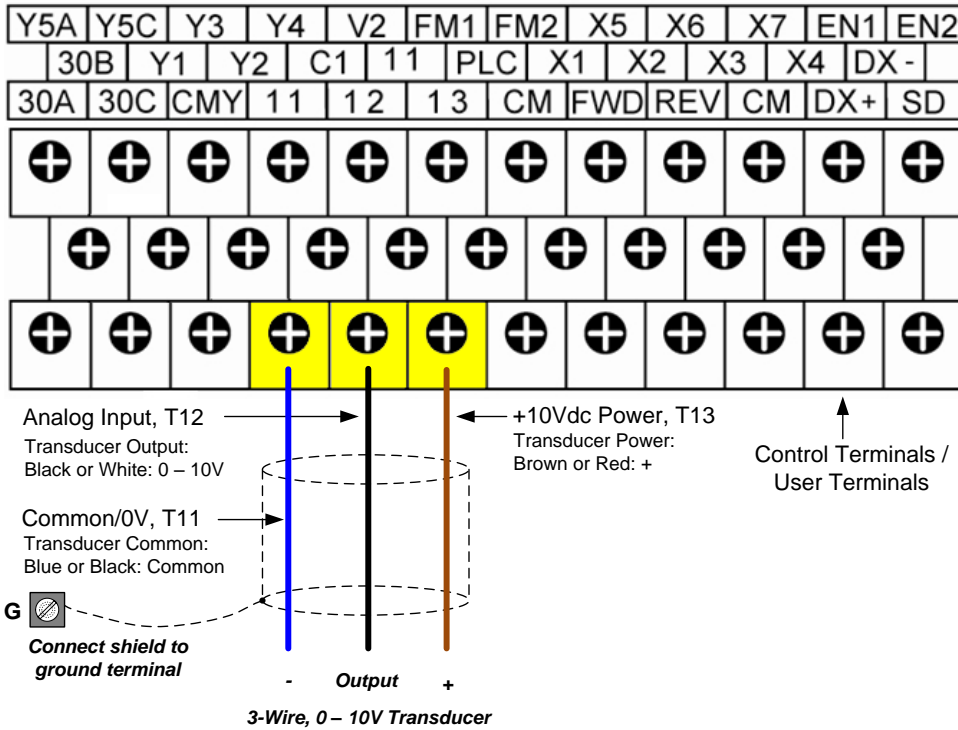 Y5A Y5C Y3 Y4 V2 FM1 FM2 X5 X6 X7 EN1 EN2
30B Y1 Y2 C1 11 PLC X1 X2 X3 X4 DX -
30A 30C CMY 11 12 13 CM FWD REV CM DX+ SD
Analog Input, T12
Transducer Output:
Black or White: 0 – 10V
+10Vdc Power, T13
Transducer Power:
Brown or Red: +
Control Terminals /
User Terminals
Common/0V, T11
Transducer Common:
Blue or Black: Common
G
Connect shield to
ground terminal
- Output +
3-Wire, 0 – 10V Transducer